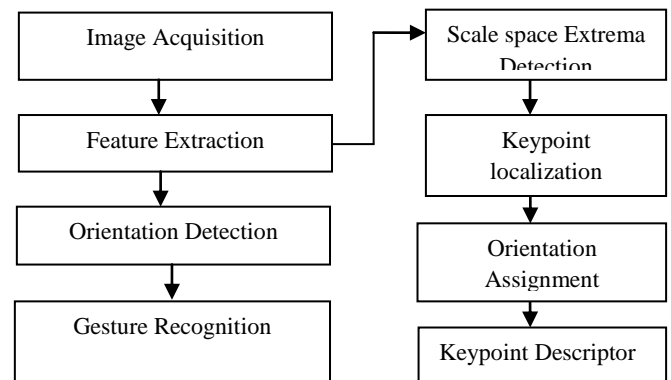 Image Acquisition
Feature Extraction
Orientation Detection
Gesture Recognition
Scale space Extrema
Detection
Keypoint
localization
Orientation
Assignment
Keypoint Descriptor